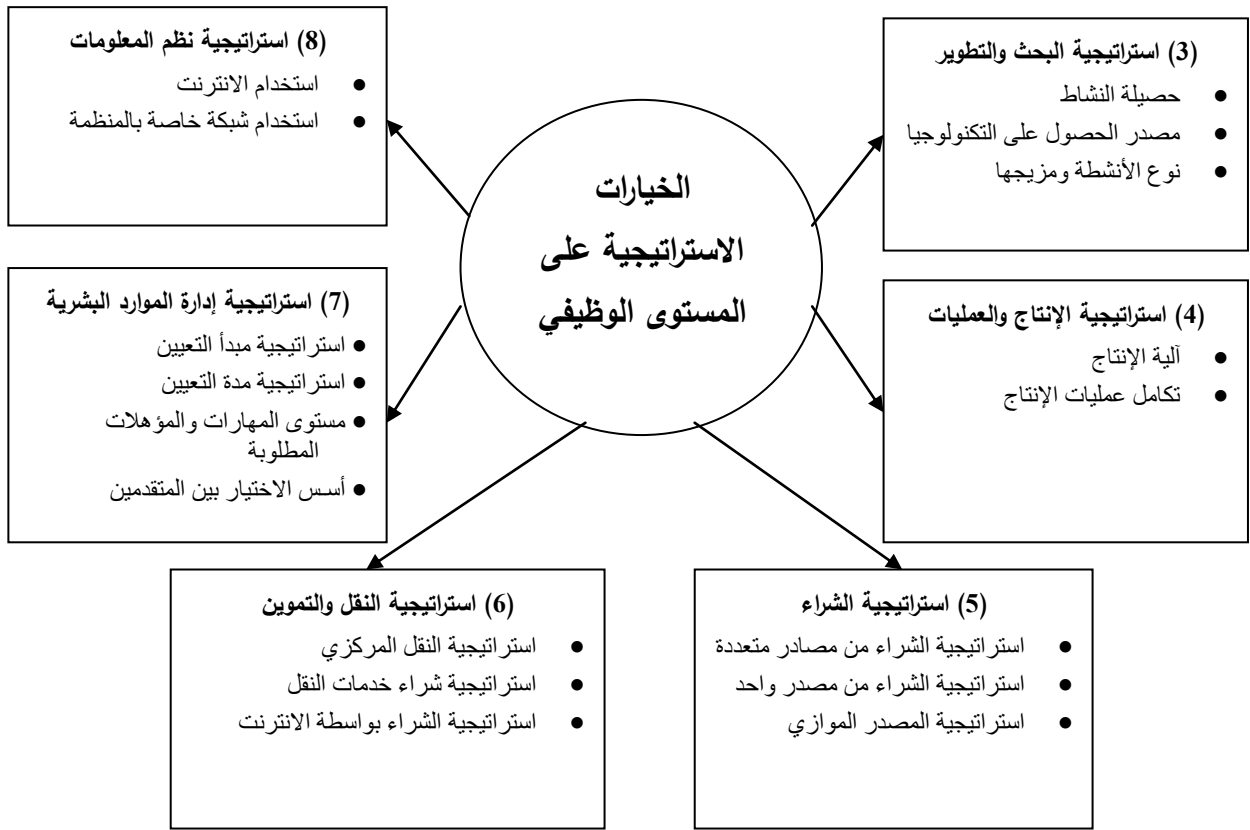 الخيارات
الاستراتيجية على
المستوى الوظيفي
(3) استراتيجية البحث والتطوير
● حصيلة النشاط
● مصدر الحصول على التكنولوجيا
● نوع الأنشطة ومزيجها
(4) استراتيجية الإنتاج والعمليات
● آلية الإنتاج
● تكامل عمليات الإنتاج
(5) استراتيجية الشراء
● استراتيجية الشراء من مصادر متعددة
● استراتيجية الشراء من مصدر واحد
● استراتيجية المصدر الموازي
(6) استراتيجية النقل والتموين
● استراتيجية النقل المركزي
● استراتيجية شراء خدمات النقل
● استراتيجية الشراء بواسطة الانترنت
(7) استراتيجية إدارة الموارد البشرية
● استراتيجية مبدأ التعيين
● استراتيجية مدة التعيين
● مستوى المهارات والمؤهلات
المطلوبة
● أسس الاختيار بين المتقدمين
(8) استراتيجية نظم المعلومات
● استخدام الانترنت
● استخدام شبكة خاصة بالمنظمة